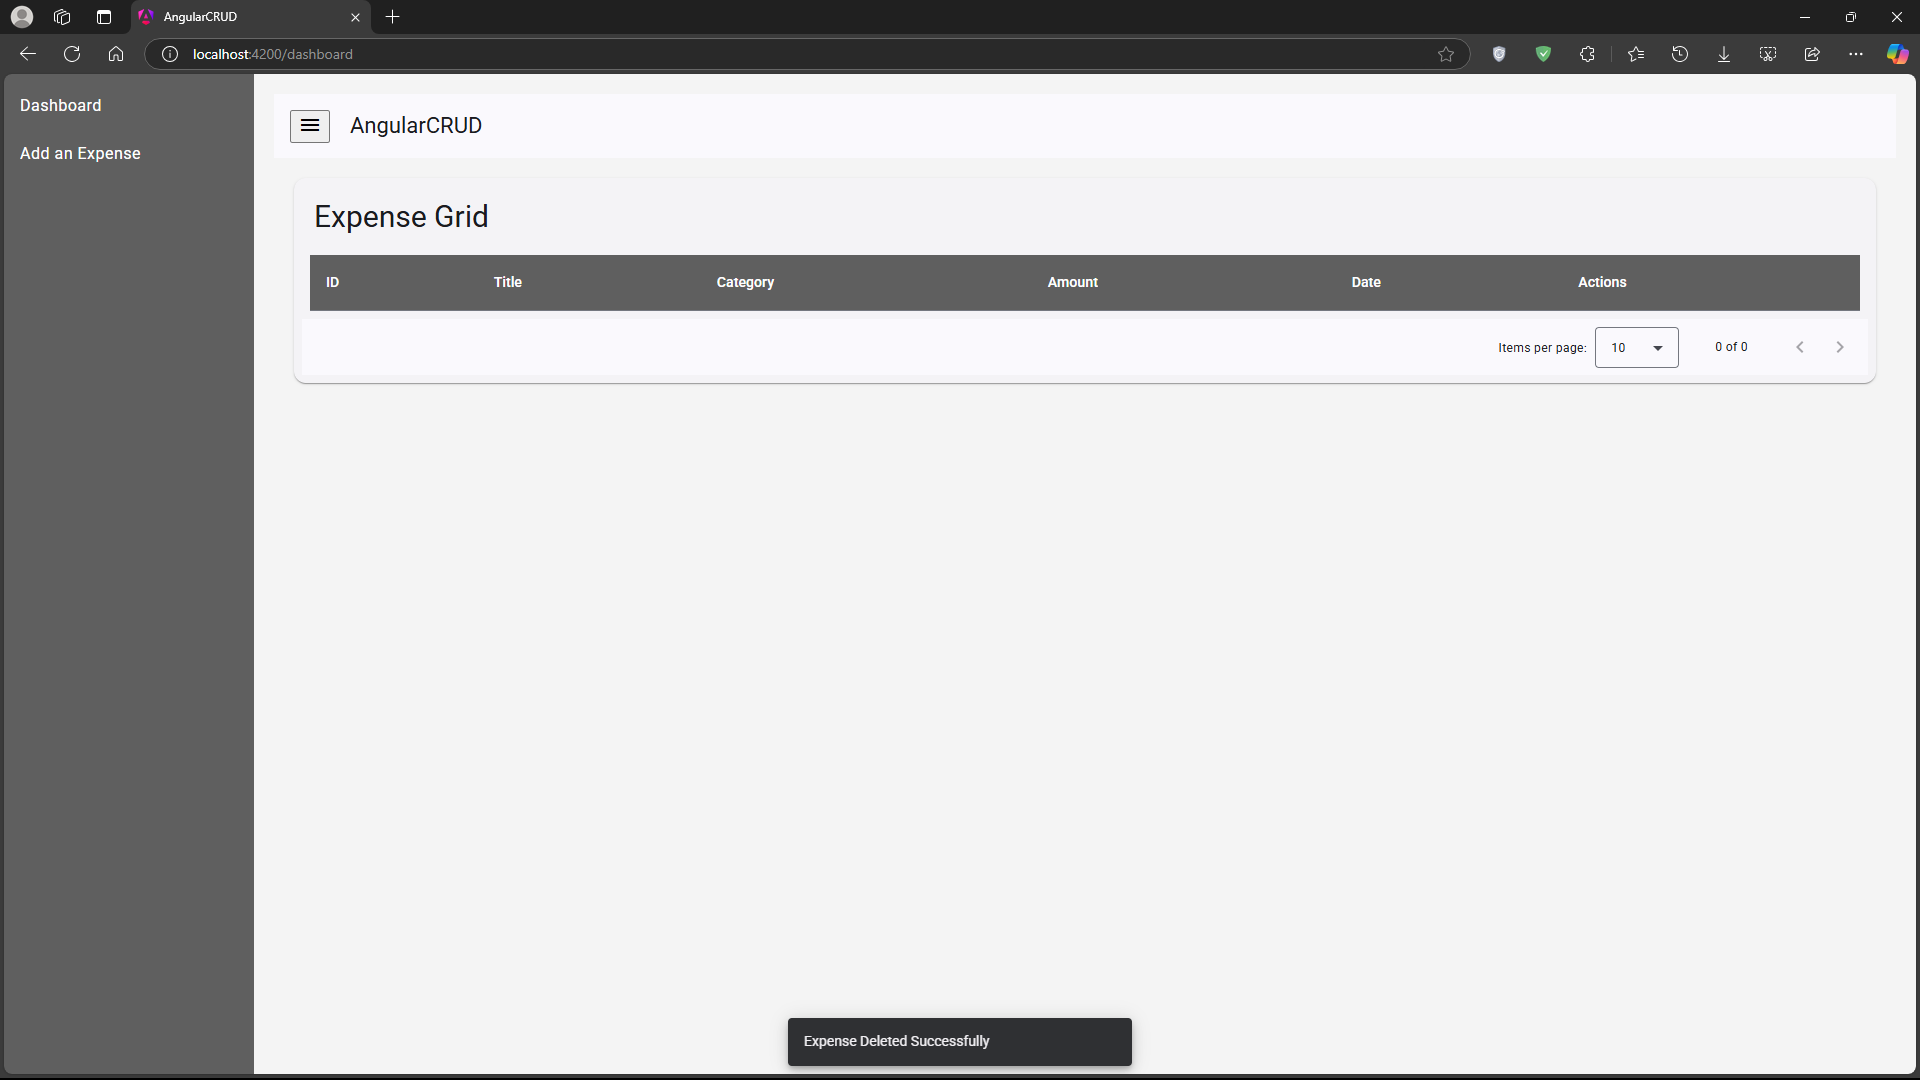 AngularCRUD
localhost:4200/dashboard
Dashboard
Add an Expense
AngularCRUD
Expense Grid
ID Title Category Amount Date Actions
Items per page: 10 0 of 0
Expense Deleted Successfully